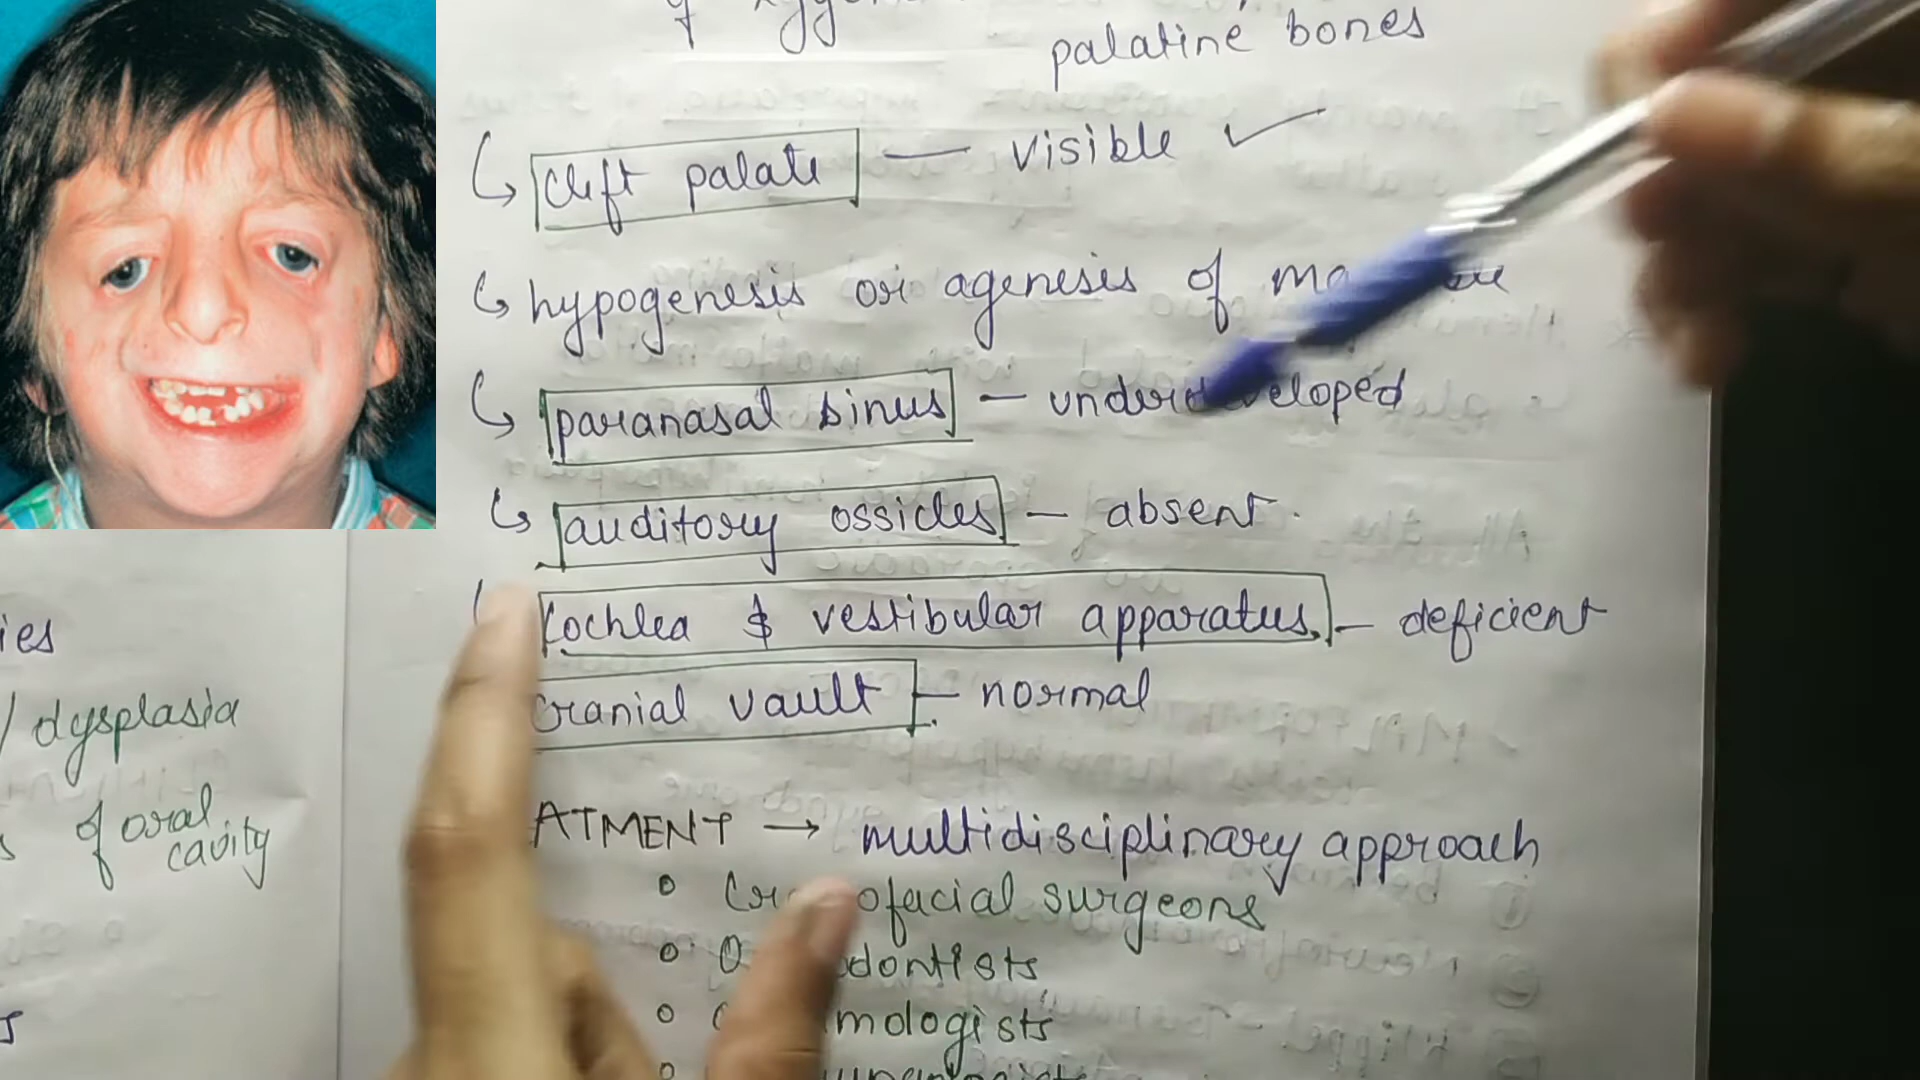 palatine bones
cleft palate — visible ✓
↳ hypogenesis or agenesis of
↳ paranasal sinus — underdeveloped
↳ auditory ossicles — absent.
cochlea & vestibular apparatus. — deficient
cranial vault — normal
ATMENT → multidisciplinary approach
ofacial surgeons
dontists
mologists
ies
/ dysplasia
of oral
cavity